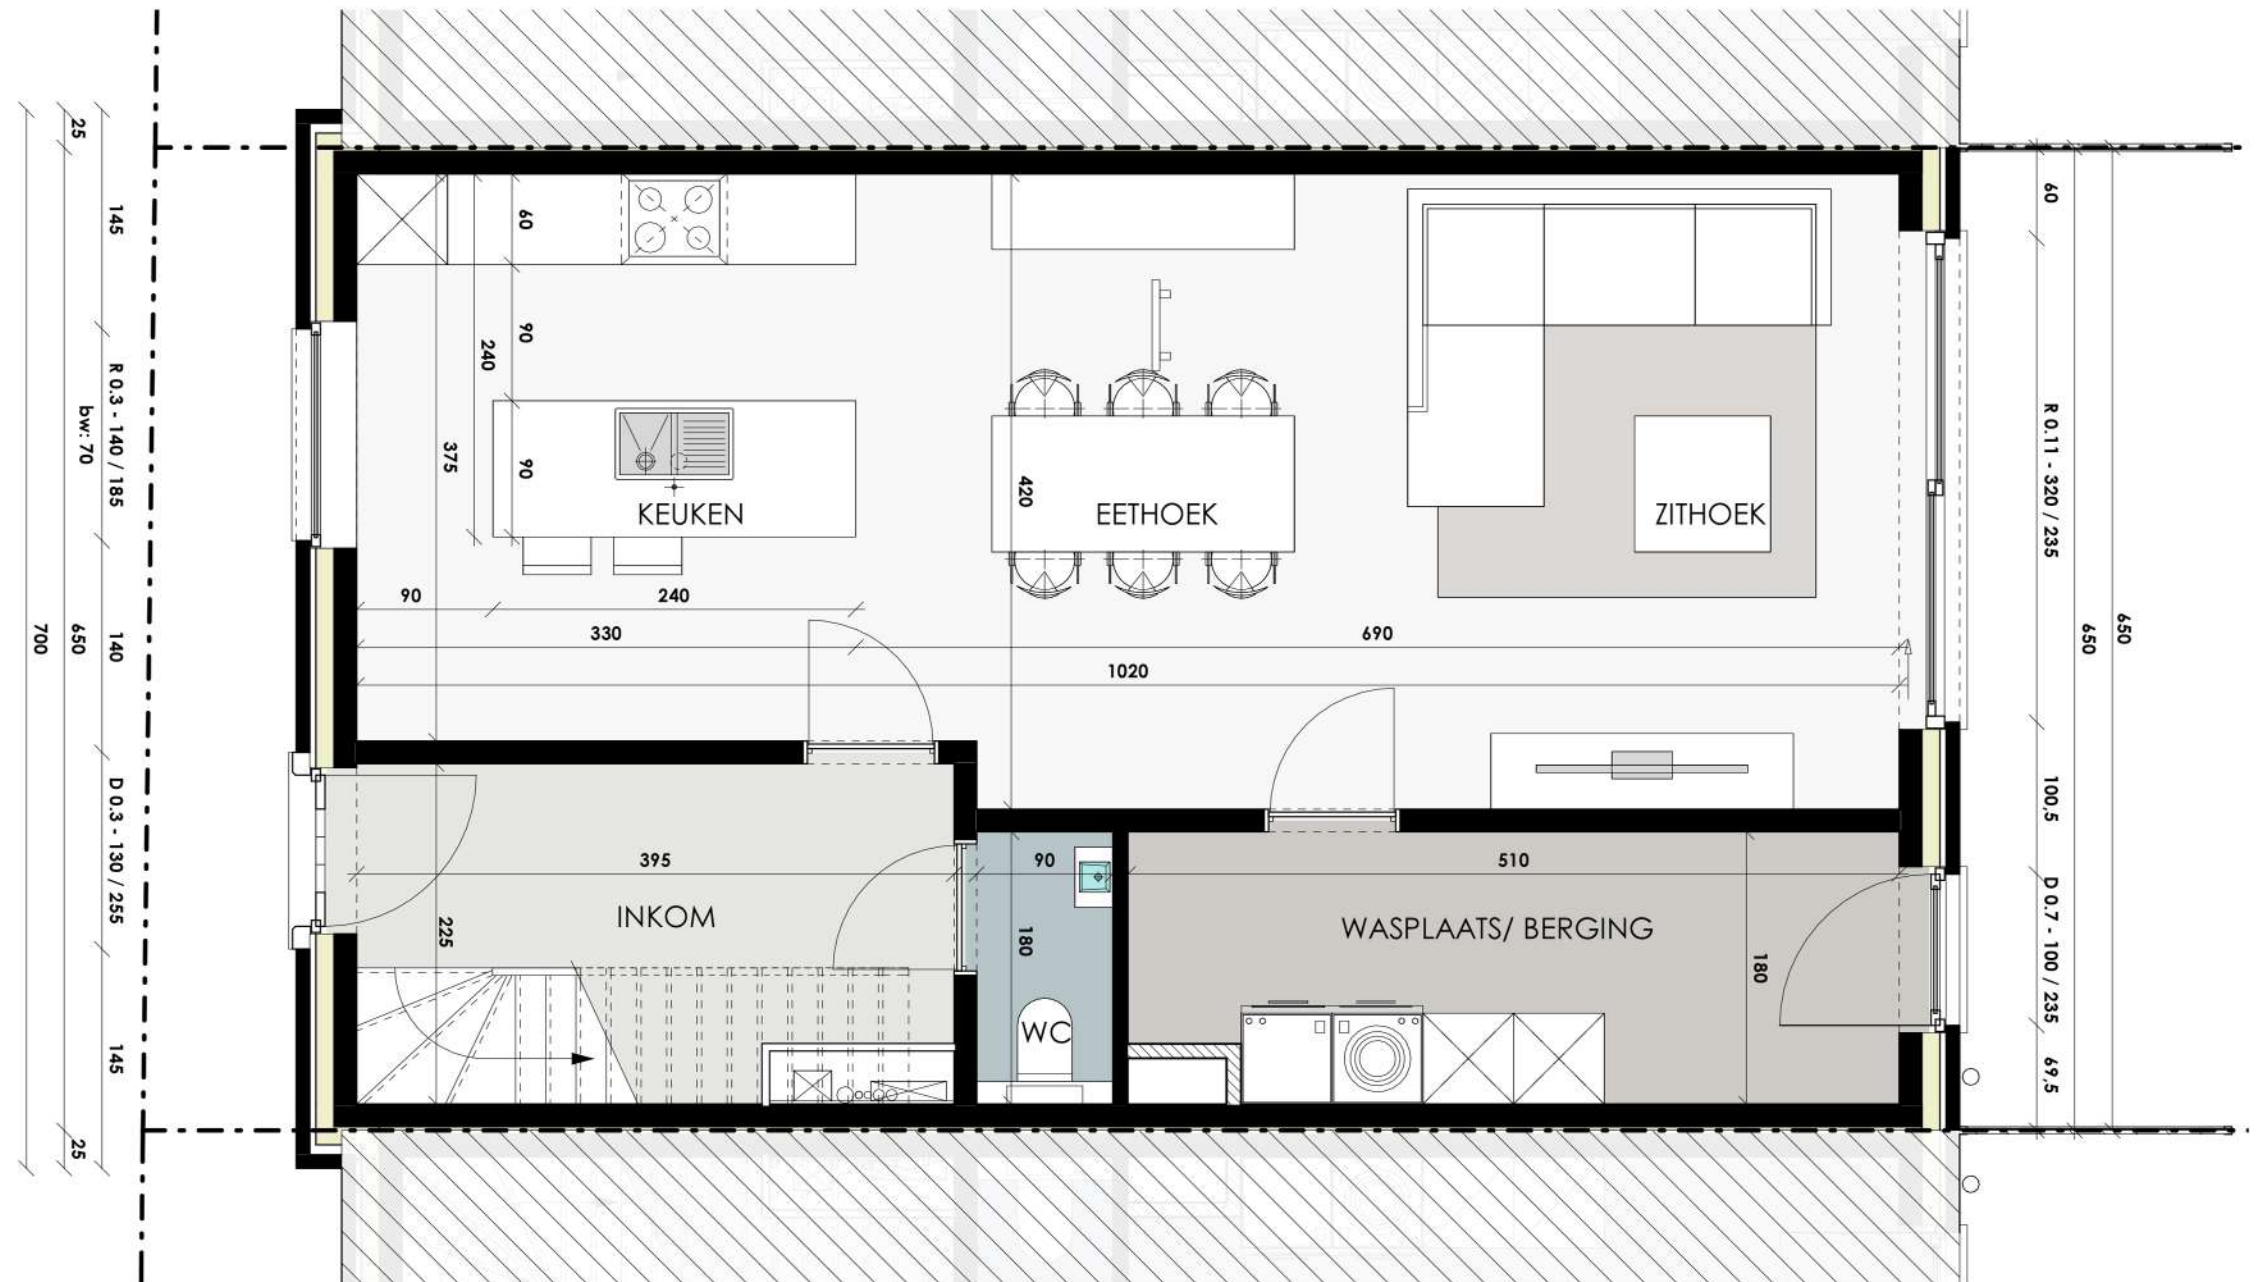 25
145
R 0.3 - 140 / 185
bw: 70
140
650
700
D 0.3 - 130 / 255
145
25
60
90
240
90
375
KEUKEN
90
240
330
690
1020
420
EETHOEK
ZITHOEK
60
R 0.11 - 320 / 235
650
650
100,5
D 0.7 - 100 / 235
69,5
395
INKOM
225
90
180
WC
510
WASPLAATS/ BERGING
180